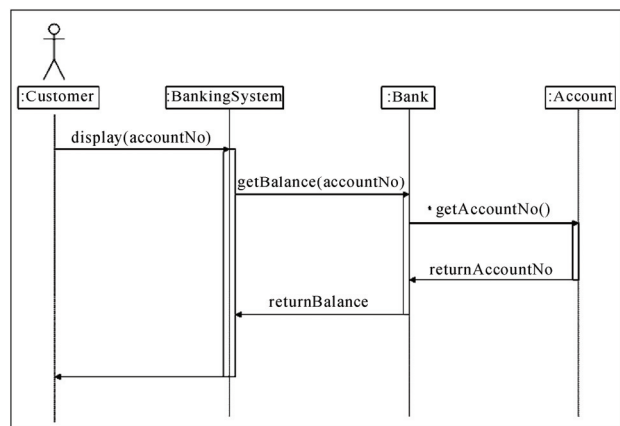 :Customer
:BankingSystem
:Bank
:Account
display(accountNo)
getBalance(accountNo)
* getAccountNo()
returnAccountNo
returnBalance